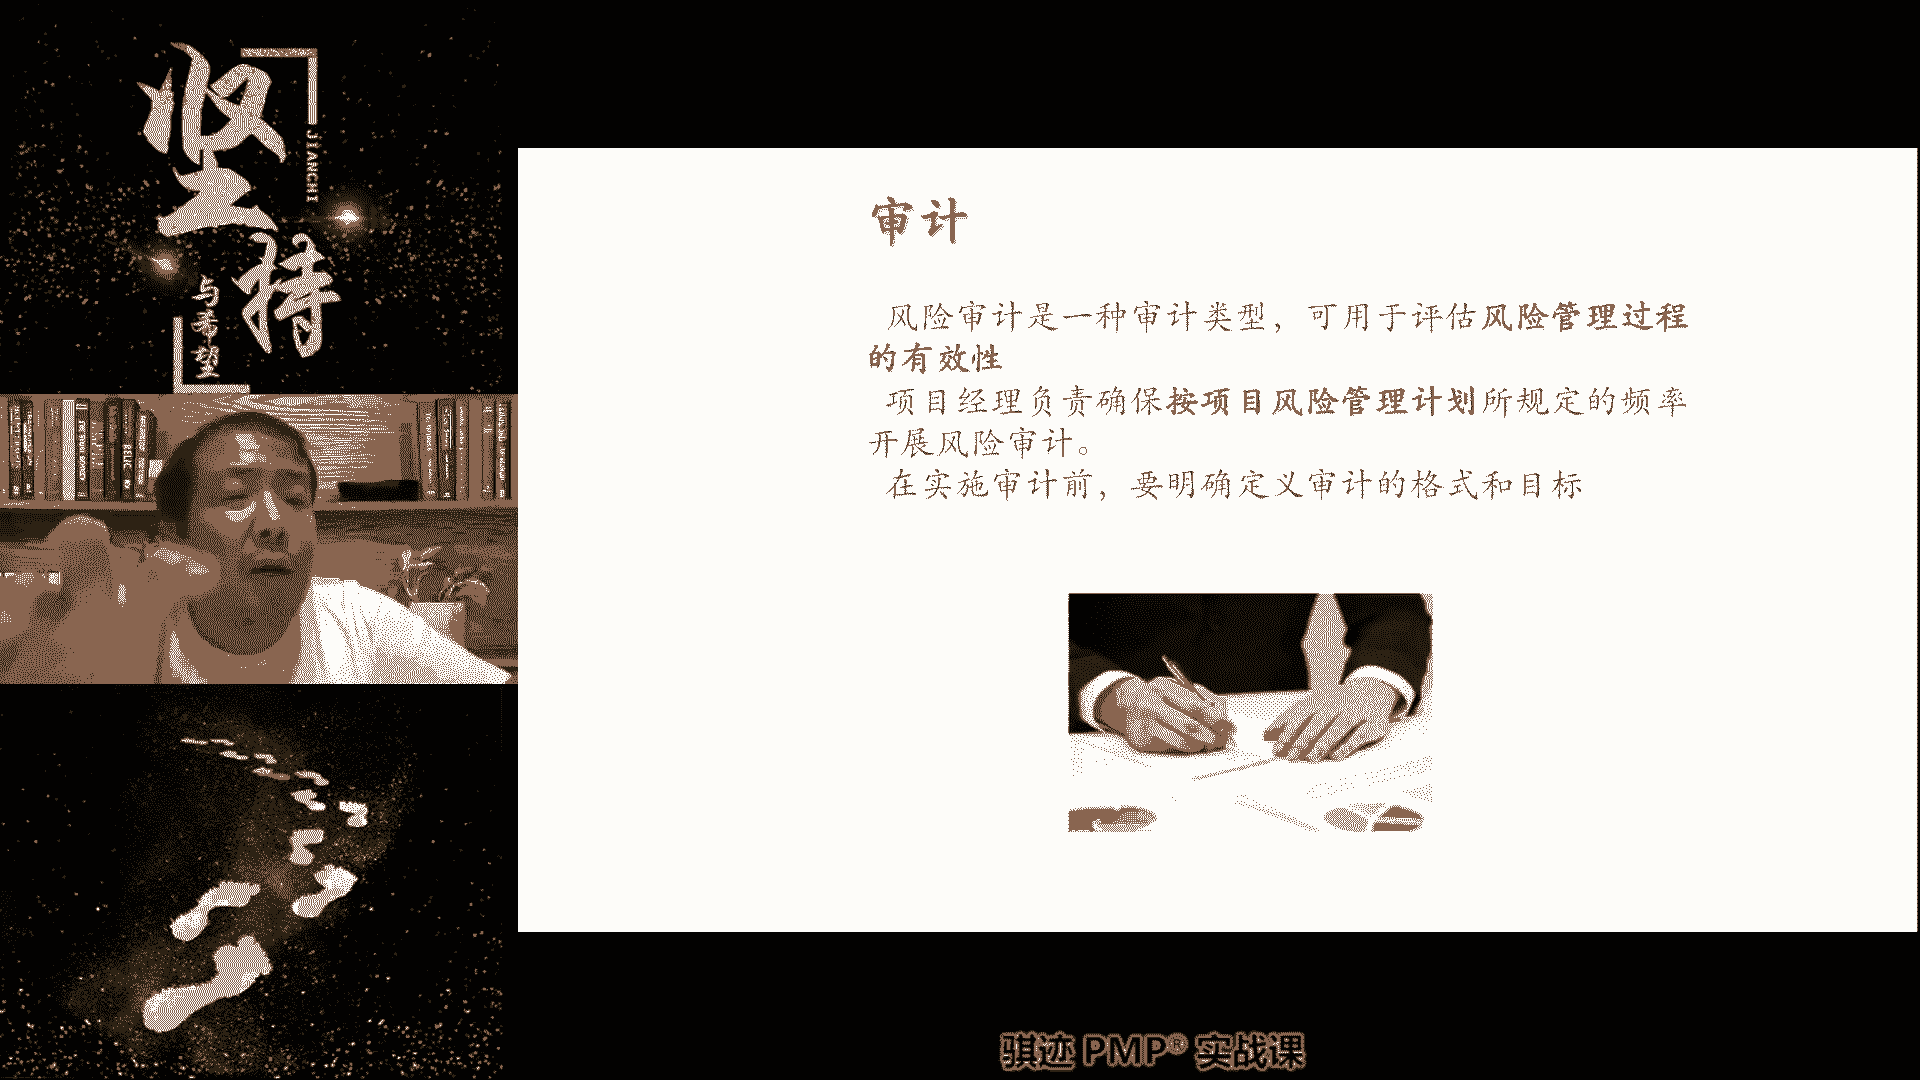 坚持
JIANCHI
与希望
审计
风险审计是一种审计类型，可用于评估风险管理过程
的有效性
项目经理负责确保按项目风险管理计划所规定的频率
开展风险审计。
在实施审计前，要明确定义审计的格式和目标
骐迹 PMP® 实战课